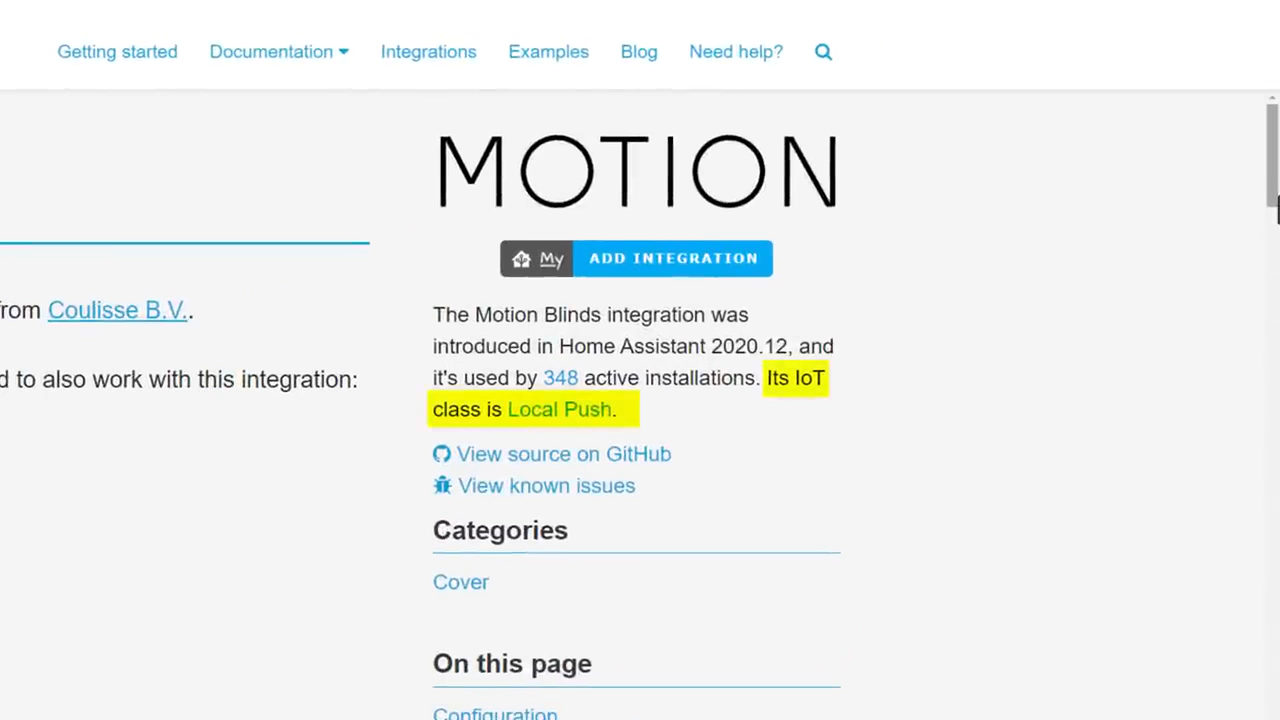 Getting started Documentation Integrations Examples Blog Need help?
MOTION
My ADD INTEGRATION
The Motion Blinds integration was
introduced in Home Assistant 2020.12, and
it's used by 348 active installations. Its IoT
class is Local Push.
from Coulisse B.V..
d to also work with this integration:
View source on GitHub
View known issues
Categories
Cover
On this page
Configuration